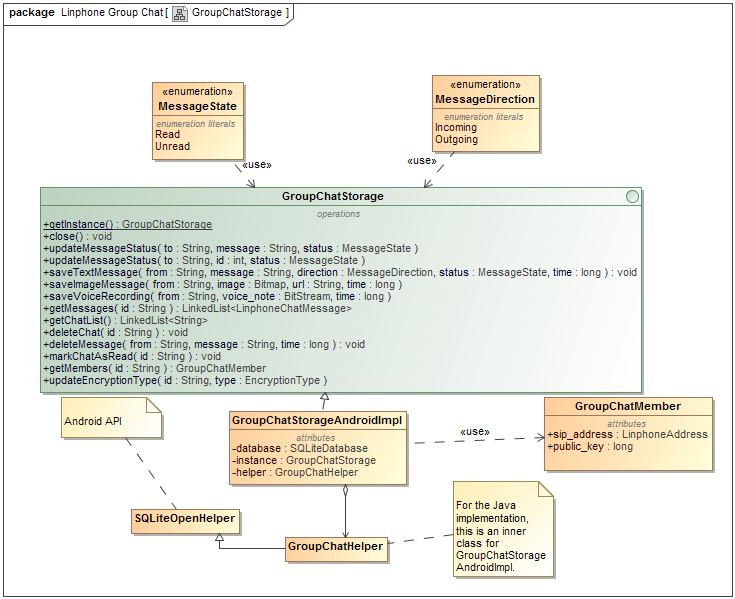 package Linphone Group Chat [ GroupChatStorage ]
«enumeration»
MessageState
enumeration literals
Read
Unread
«enumeration»
MessageDirection
enumeration literals
Incoming
Outgoing
«use»
«use»
GroupChatStorage
operations
+getInstance() : GroupChatStorage
+close() : void
+updateMessageStatus( to : String, message : String, status : MessageState )
+updateMessageStatus( to : String, id : int, status : MessageState )
+saveTextMessage( from : String, message : String, direction : MessageDirection, status : MessageState, time : long ) : void
+saveImageMessage( from : String, image : Bitmap, url : String, time : long )
+saveVoiceRecording( from : String, voice_note : BitStream, time : long )
+getMessages( id : String ) : LinkedList<LinphoneChatMessage>
+getChatList() : LinkedList<String>
+deleteChat( id : String ) : void
+deleteMessage( from : String, message : String, time : long ) : void
+markChatAsRead( id : String ) : void
+getMembers( id : String ) : GroupChatMember
+updateEncryptionType( id : String, type : EncryptionType )
Android API
GroupChatStorageAndroidImpl
attributes
-database : SQLiteDatabase
-instance : GroupChatStorage
-helper : GroupChatHelper
«use»
GroupChatMember
attributes
+sip_address : LinphoneAddress
+public_key : long
SQLiteOpenHelper
GroupChatHelper
For the Java
implementation,
this is an inner
class for
GroupChatStorage
AndroidImpl.